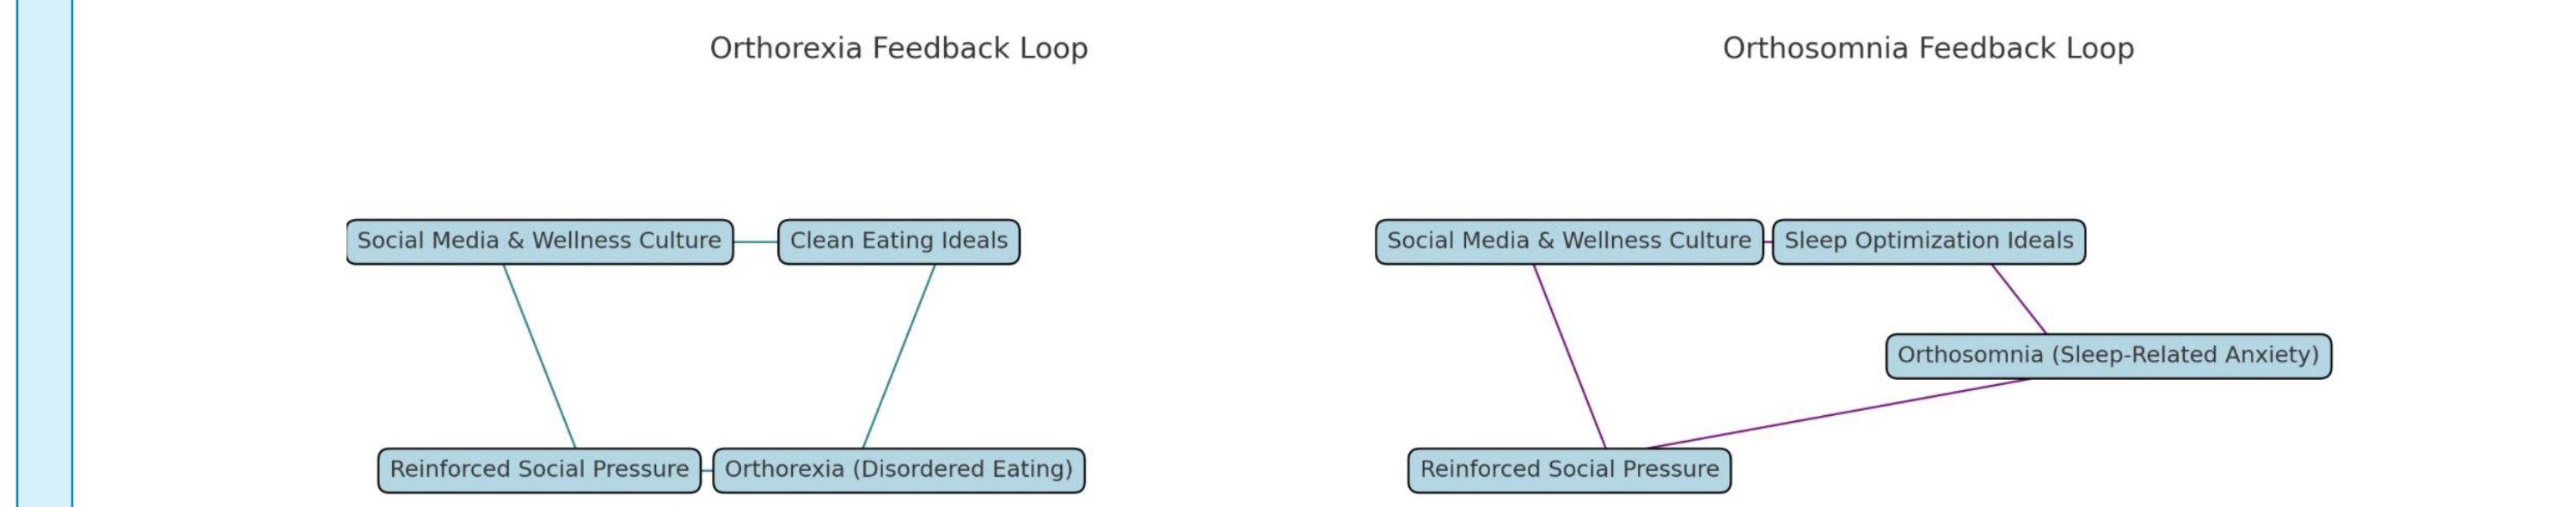 Orthorexia Feedback Loop
Social Media & Wellness Culture
Clean Eating Ideals
Reinforced Social Pressure
Orthorexia (Disordered Eating)
Orthosomnia Feedback Loop
Social Media & Wellness Culture
Sleep Optimization Ideals
Orthosomnia (Sleep-Related Anxiety)
Reinforced Social Pressure